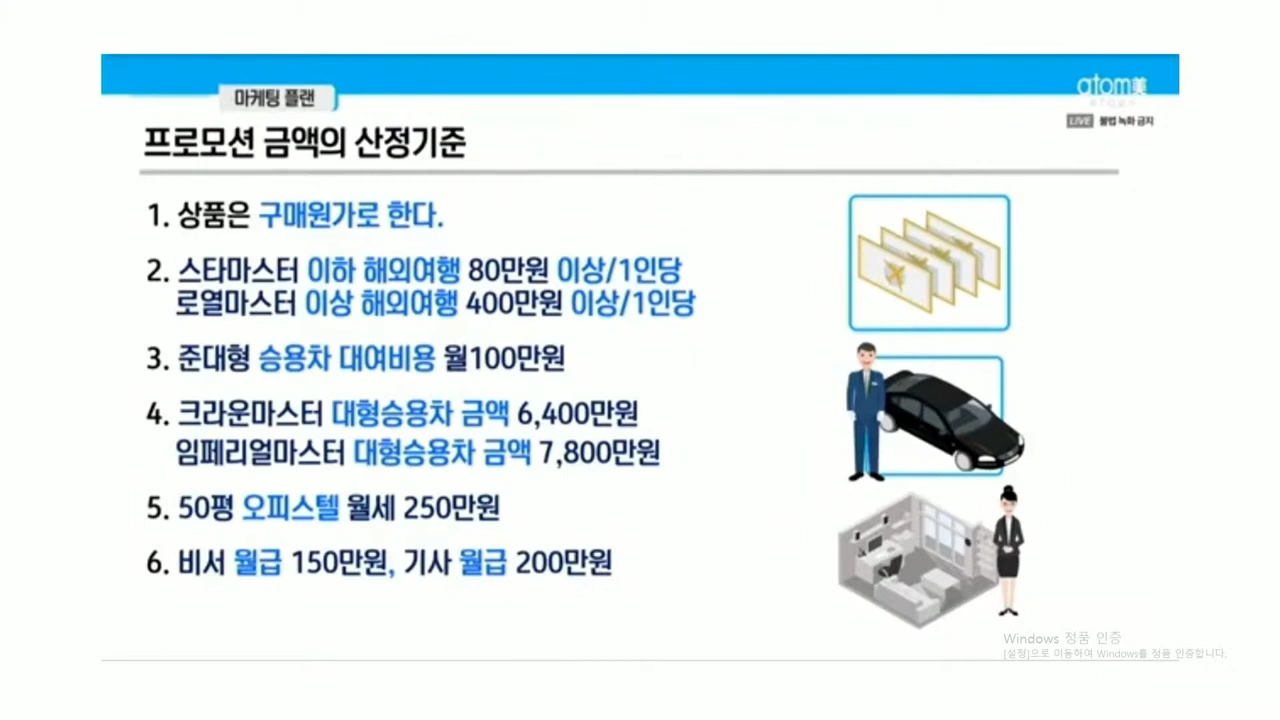 마케팅 플랜
atom美
LIVE 불법 녹화 금지
프로모션 금액의 산정기준
1. 상품은 구매원가로 한다.
2. 스타마스터 이하 해외여행 80만원 이상/1인당
로열마스터 이상 해외여행 400만원 이상/1인당
3. 준대형 승용차 대여비용 월100만원
4. 크라운마스터 대형승용차 금액 6,400만원
임페리얼마스터 대형승용차 금액 7,800만원
5. 50평 오피스텔 월세 250만원
6. 비서 월급 150만원, 기사 월급 200만원
Windows 정품 인증
[설정]으로 이동하여 Windows를 정품 인증합니다.